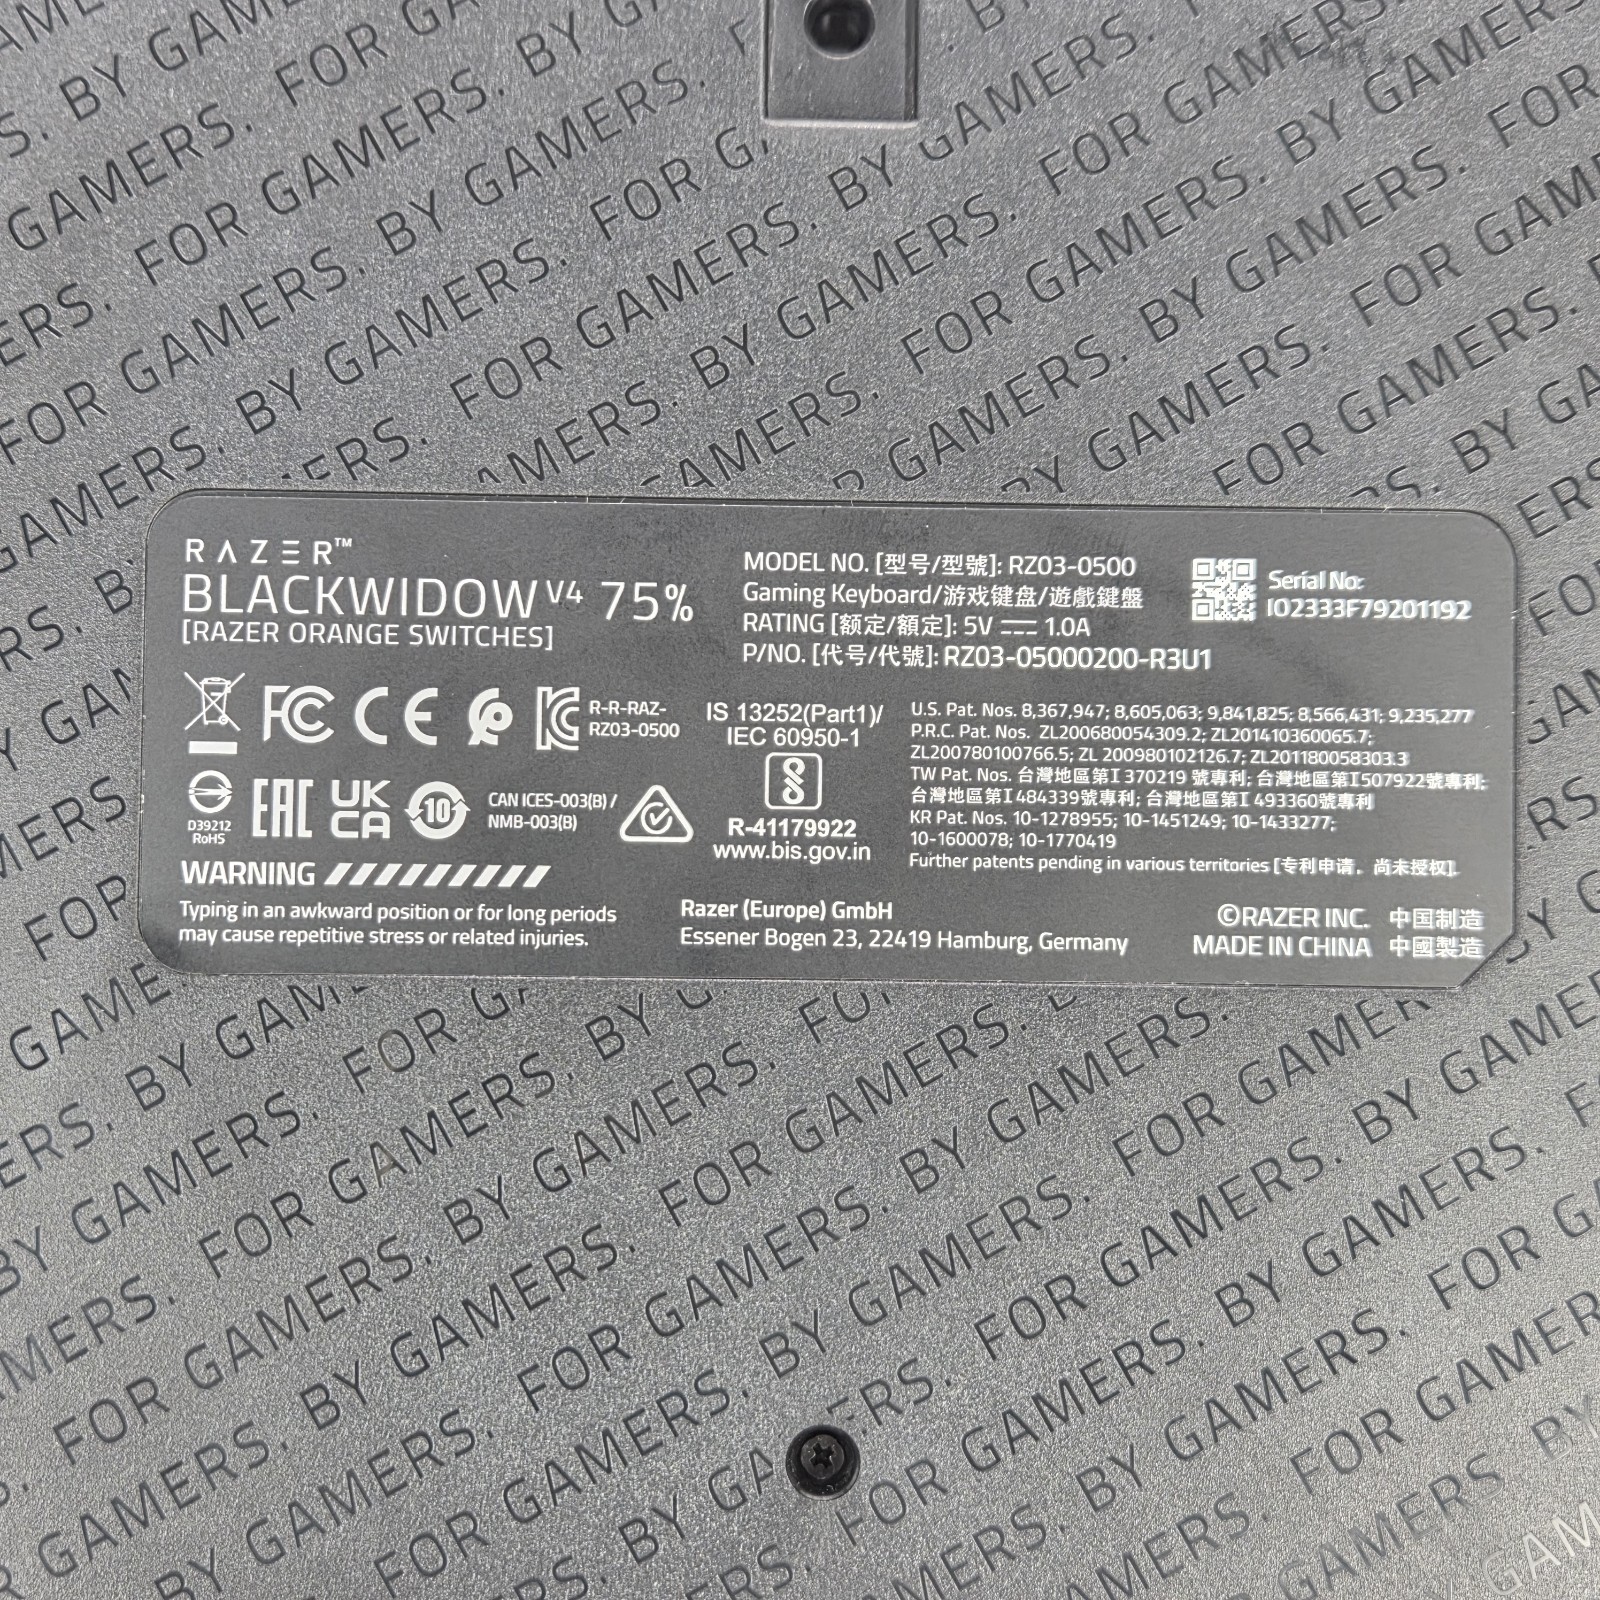 RAZER™
BLACKWIDOW V4 75%
[RAZER ORANGE SWITCHES]
MODEL NO. [型号/型號]: RZ03-0500
Gaming Keyboard/游戏键盘/遊戲鍵盤
RATING [额定/額定]: 5V ⎓ 1.0A
P/NO. [代号/代號]: RZ03-05000200-R3U1
Serial No:
IO2333F79201192
FC CE
R-R-RAZ-
RZ03-0500
D39212
RoHS
EAC
UK
CA
10
CAN ICES-003(B) /
NMB-003(B)
IS 13252(Part1)/
IEC 60950-1
R-41179922
www.bis.gov.in
U.S. Pat. Nos. 8,367,947; 8,605,063; 9,841,825; 8,566,431; 9,235,277
P.R.C. Pat. Nos. ZL200680054309.2; ZL201410360065.7;
ZL200780100766.5; ZL 200980102126.7; ZL201180058303.3
TW Pat. Nos. 台灣地區第I 370219 號專利; 台灣地區第I507922號專利;
台灣地區第I 484339號專利; 台灣地區第I 493360號專利
KR Pat. Nos. 10-1278955; 10-1451249; 10-1433277;
10-1600078; 10-1770419
Further patents pending in various territories [专利申请，尚未授权].
WARNING
Typing in an awkward position or for long periods
may cause repetitive stress or related injuries.
Razer (Europe) GmbH
Essener Bogen 23, 22419 Hamburg, Germany
©RAZER INC. 中国制造
MADE IN CHINA 中國製造
FOR GAMERS. BY GAMERS.